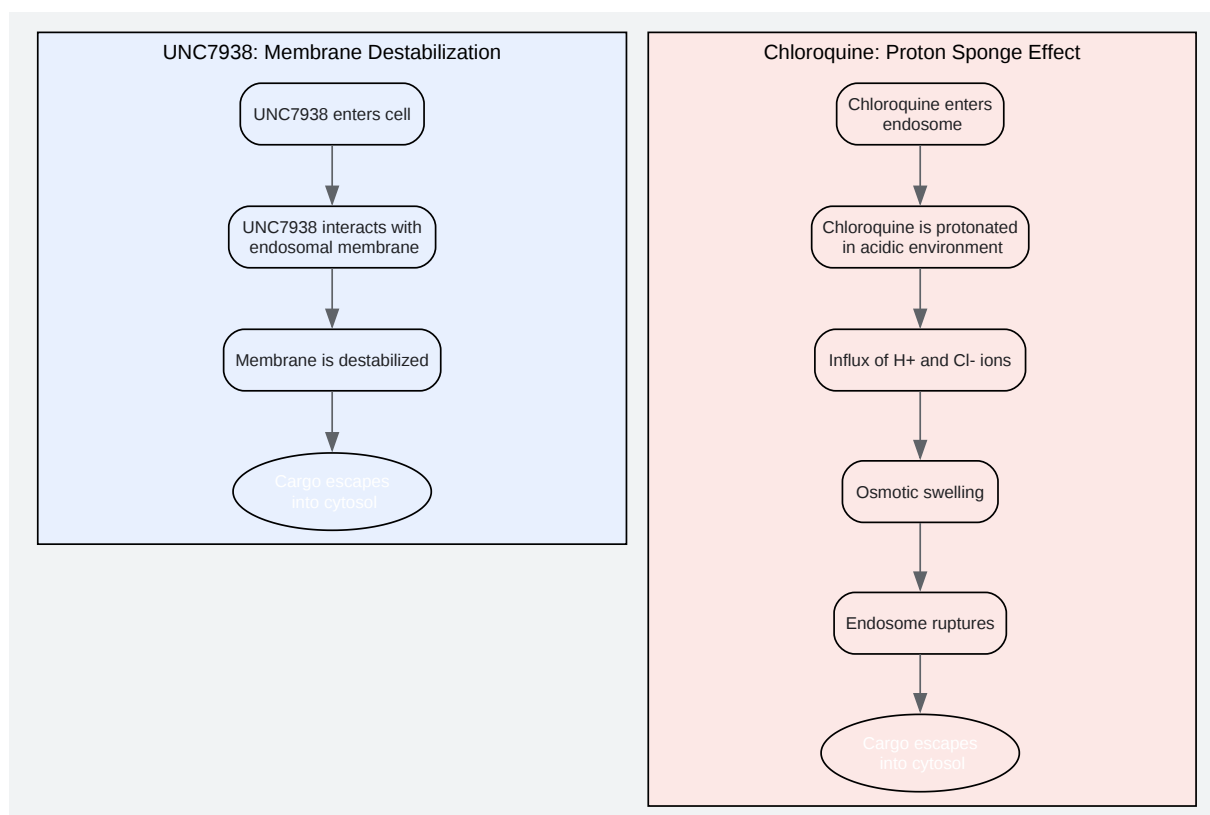 UNC7938: Membrane Destabilization
UNC7938 enters cell
UNC7938 interacts with
endosomal membrane
Membrane is destabilized
Cargo escapes
into cytosol
Chloroquine: Proton Sponge Effect
Chloroquine enters
endosome
Chloroquine is protonated
in acidic environment
Influx of H+ and Cl- ions
Osmotic swelling
Endosome ruptures
Cargo escapes
into cytosol